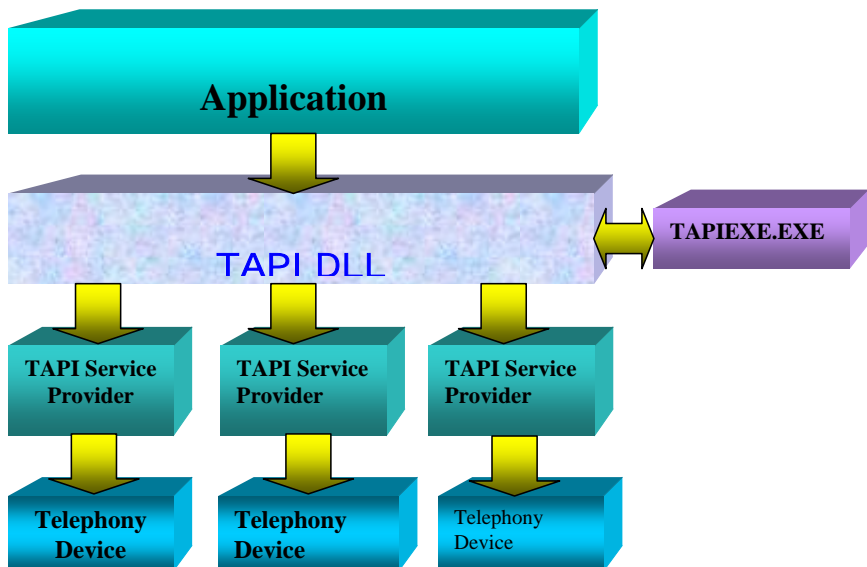 Application
TAPI DLL
TAPIEXE.EXE
TAPI Service
Provider
TAPI Service
Provider
TAPI Service
Provider
Telephony
Device
Telephony
Device
Telephony
Device